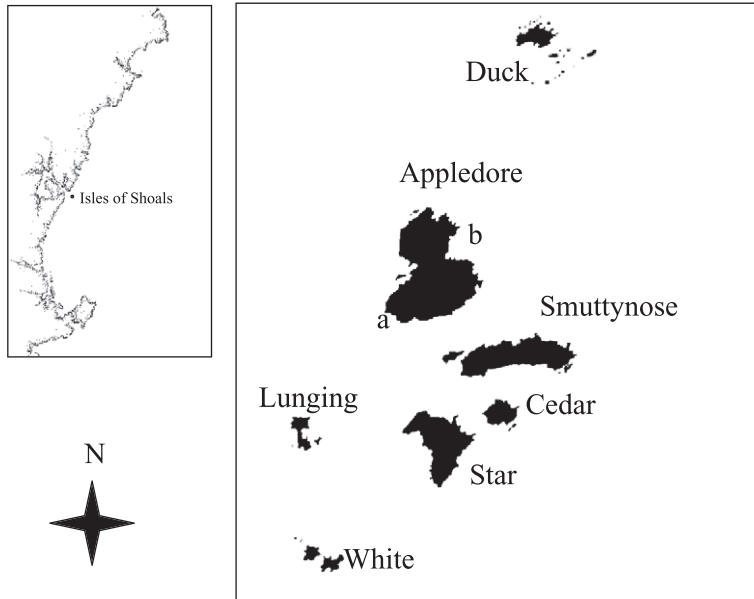 Isles of Shoals
N
Duck
Appledore
b
a
Smuttynose
Lunging
Cedar
Star
White